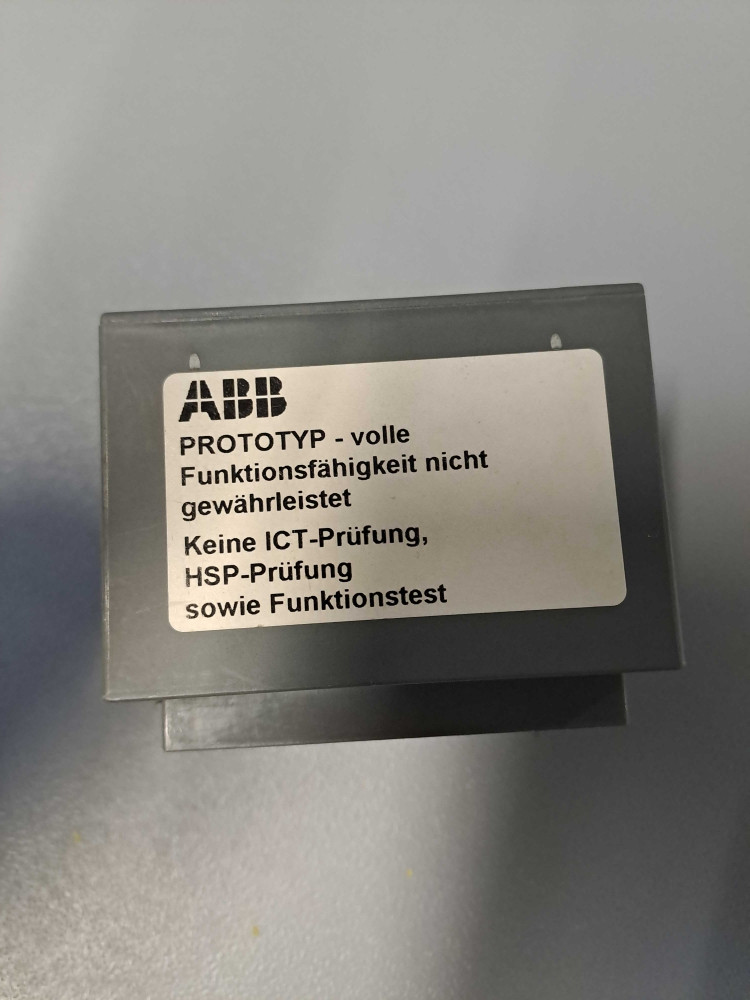 ABB
PROTOTYP - volle
Funktionsfähigkeit nicht
gewährleistet
Keine ICT-Prüfung,
HSP-Prüfung
sowie Funktionstest